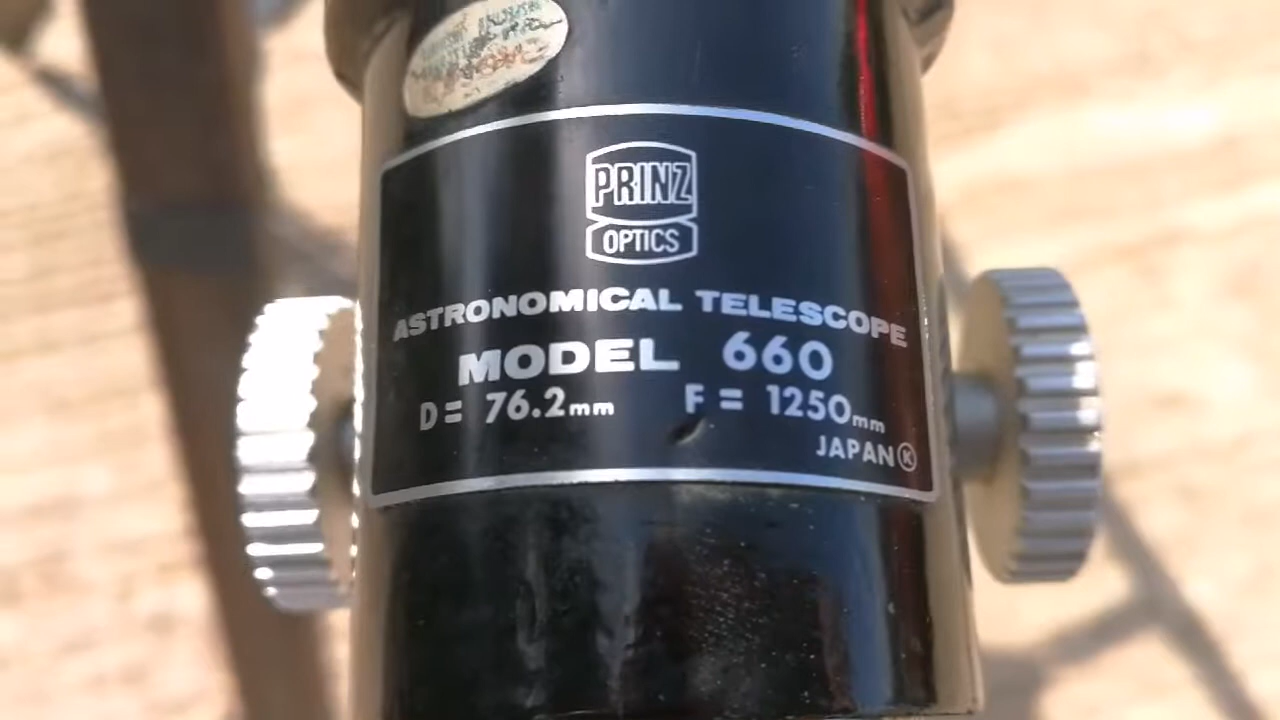 PRINZ
OPTICS
ASTRONOMICAL TELESCOPE
MODEL 660
D= 76.2mm F= 1250mm
JAPAN Ⓚ